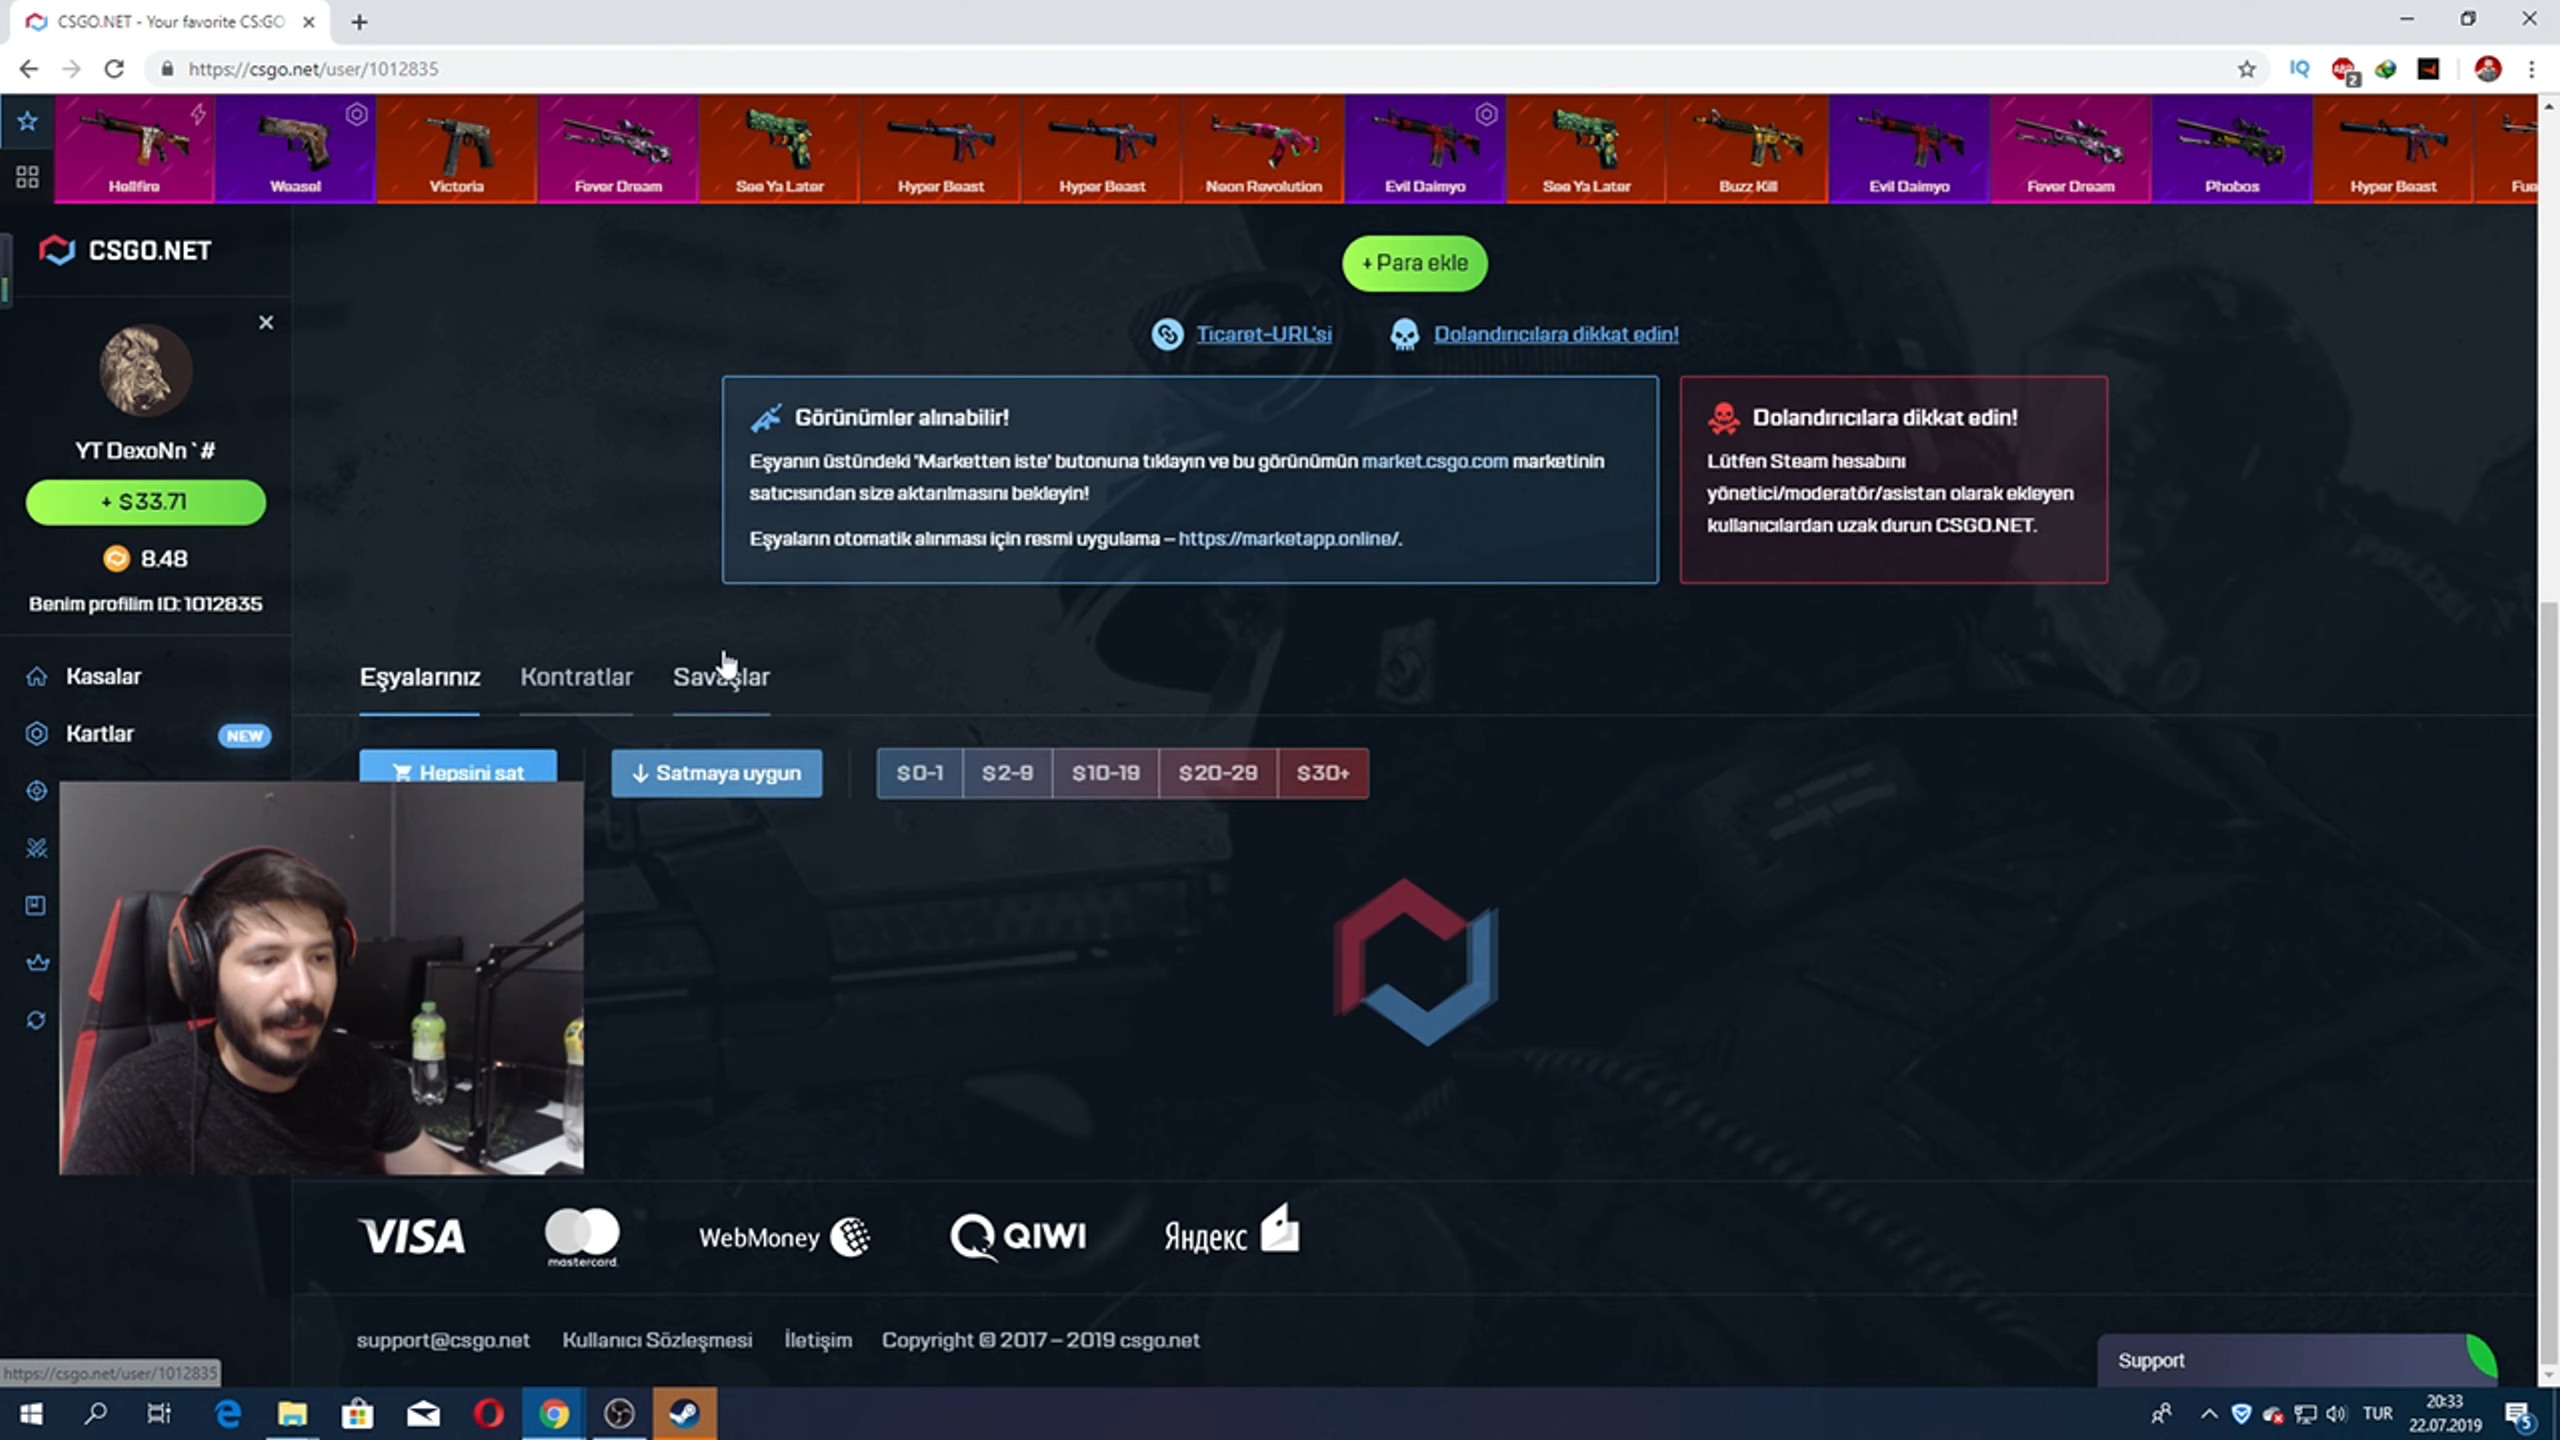 CSGO.NET - Your favorite CS:GO
https://csgo.net/user/1012835
IQ
ABP
2
Hellfire
Weasel
Victoria
Fever Dream
See Ya Later
Hyper Beast
Hyper Beast
Neon Revolution
Evil Daimyo
See Ya Later
Buzz Kill
Evil Daimyo
Fever Dream
Phobos
Hyper Beast
CSGO.NET
+ Para ekle
Ticaret-URL'si
Dolandırıcılara dikkat edin!
YT DexoNn `#
+ $33.71
8.48
Benim profilim ID: 1012835
Görünümler alınabilir!
Eşyanın üstündeki 'Marketten iste' butonuna tıklayın ve bu görünümün market.csgo.com marketinin
satıcısından size aktarılmasını bekleyin!
Eşyaların otomatik alınması için resmi uygulama – https://marketapp.online/.
Dolandırıcılara dikkat edin!
Lütfen Steam hesabını
yönetici/moderatör/asistan olarak ekleyen
kullanıcılardan uzak durun CSGO.NET.
Kasalar
Kartlar
NEW
Eşyalarınız
Kontratlar
Savaşlar
Hepsini sat
Satmaya uygun
$0-1
$2-9
$10-19
$20-29
$30+
VISA
mastercard.
WebMoney
QIWI
Яндекс
support@csgo.net
Kullanıcı Sözleşmesi
İletişim
Copyright © 2017 – 2019 csgo.net
Support
https://csgo.net/user/1012835
TUR
20:33
22.07.2019
5